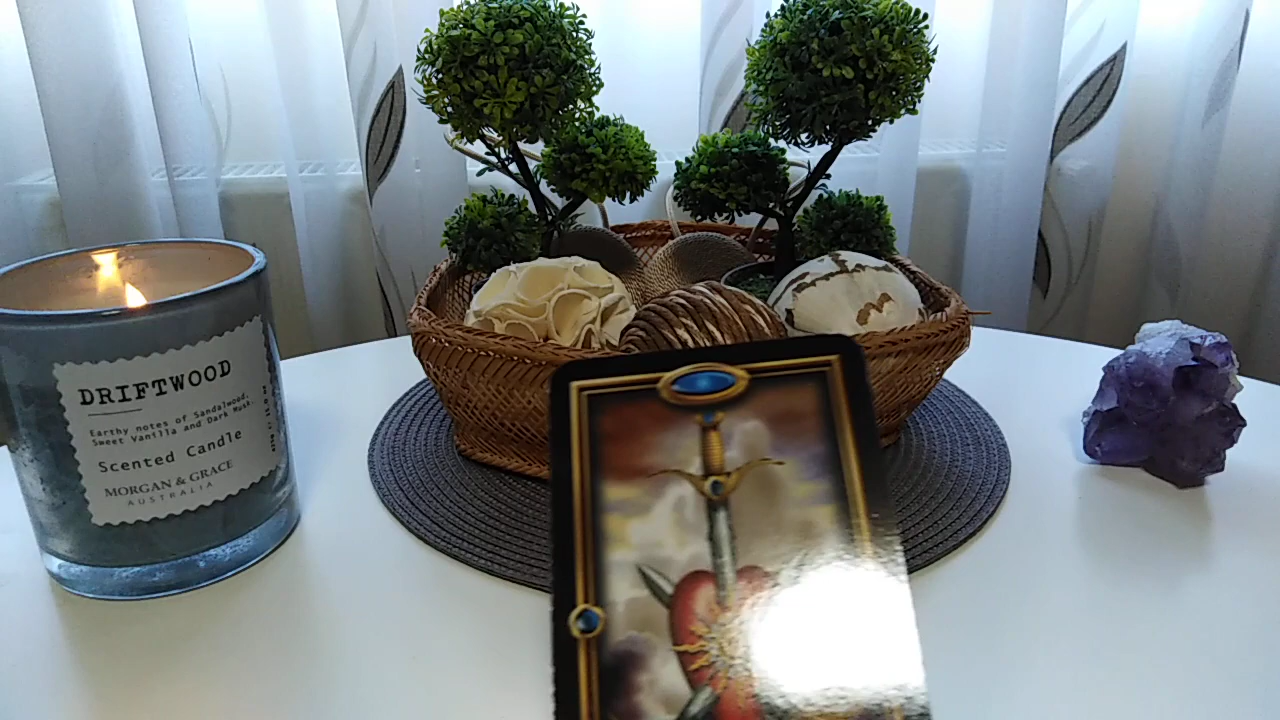 DRIFTWOOD
Earthy notes of Sandalwood,
Sweet Vanilla and Dark Musk.
Scented Candle
MORGAN & GRACE
AUSTRALIA